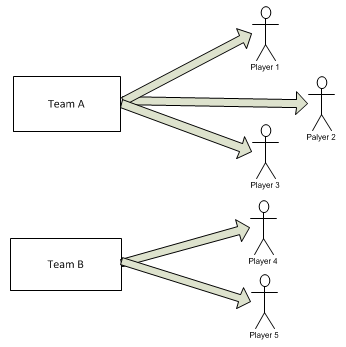 Player 1
Team A
Palyer 2
Player 3
Player 4
Team B
Player 5